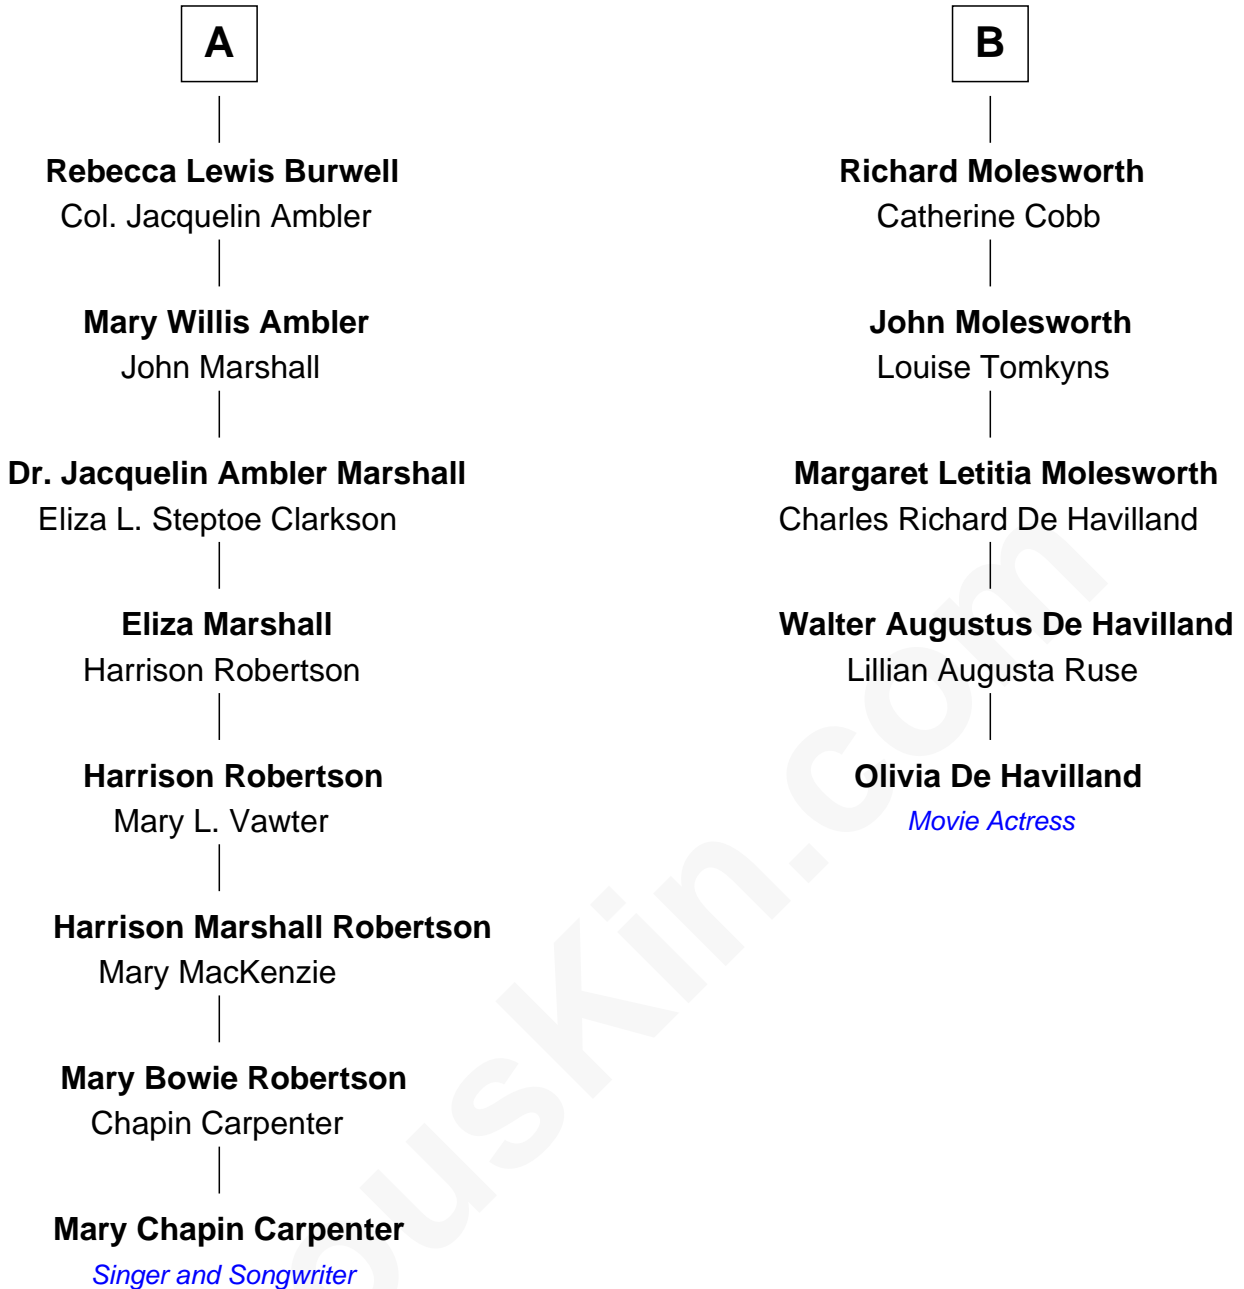 A
Rebecca Lewis Burwell
Col. Jacquelin Ambler
Mary Willis Ambler
John Marshall
Dr. Jacquelin Ambler Marshall
Eliza L. Steptoe Clarkson
Eliza Marshall
Harrison Robertson
Harrison Robertson
Mary L. Vawter
Harrison Marshall Robertson
Mary MacKenzie
Mary Bowie Robertson
Chapin Carpenter
Mary Chapin Carpenter
Singer and Songwriter
B
Richard Molesworth
Catherine Cobb
John Molesworth
Louise Tomkyns
Margaret Letitia Molesworth
Charles Richard De Havilland
Walter Augustus De Havilland
Lillian Augusta Ruse
Olivia De Havilland
Movie Actress
ousKin.com